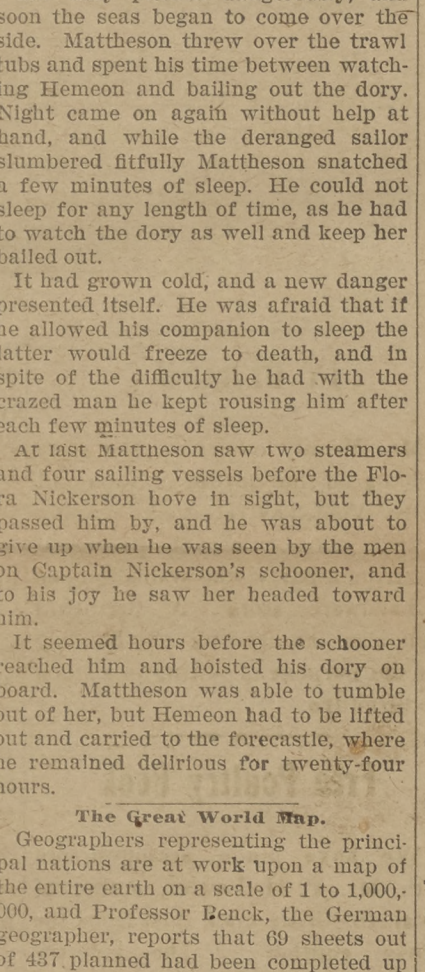 soon the seas began to come over the
side. Mattheson threw over the trawl
tubs and spent his time between watch-
ing Hemeon and bailing out the dory.
Night came on again without help at
hand, and while the deranged sailor
slumbered fitfully Mattheson snatched
a few minutes of sleep. He could not
sleep for any length of time, as he had
to watch the dory as well and keep her
bailed out.
It had grown cold, and a new danger
presented itself. He was afraid that if
he allowed his companion to sleep the
latter would freeze to death, and in
spite of the difficulty he had with the
crazed man he kept rousing him after
each few minutes of sleep.
At last Mattheson saw two steamers
and four sailing vessels before the Flo-
ra Nickerson hove in sight, but they
passed him by, and he was about to
give up when he was seen by the men
on Captain Nickerson's schooner, and
to his joy he saw her headed toward
him.
It seemed hours before the schooner
reached him and hoisted his dory on
board. Mattheson was able to tumble
out of her, but Hemeon had to be lifted
out and carried to the forecastle, where
he remained delirious for twenty-four
hours.
The Great World Map.
Geographers representing the princi-
pal nations are at work upon a map of
the entire earth on a scale of 1 to 1,000,-
000, and Professor Penck, the German
geographer, reports that 69 sheets out
of 437 planned had been completed up